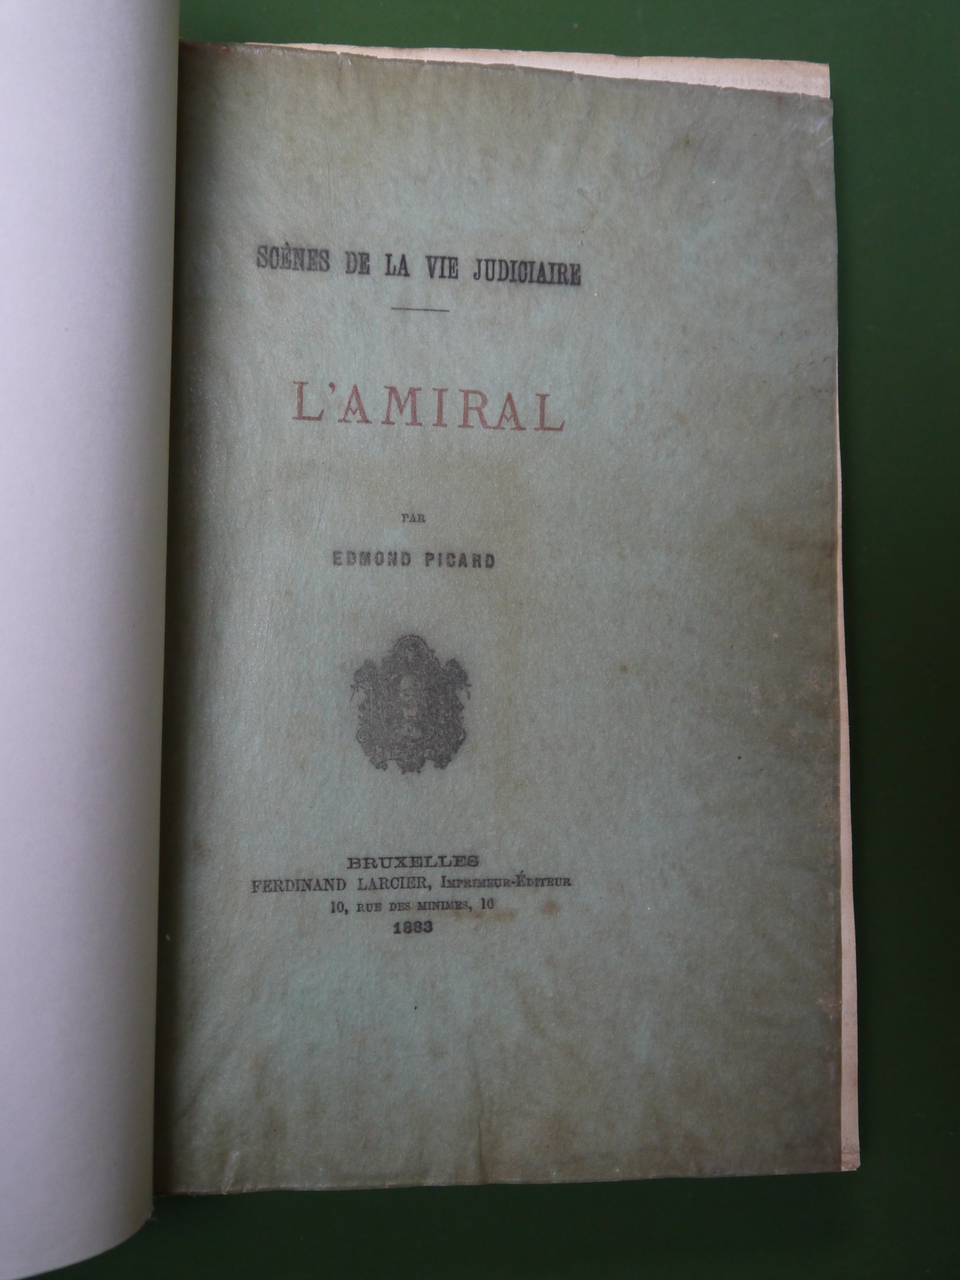 SCÈNES DE LA VIE JUDICIAIRE
L'AMIRAL
PAR
EDMOND PICARD
BRUXELLES
FERDINAND LARCIER, IMPRIMEUR-ÉDITEUR
10, RUE DES MINIMES, 10
1883